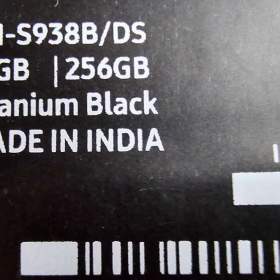 -S938B/DS
GB | 256GB
anium Black
ADE IN INDIA